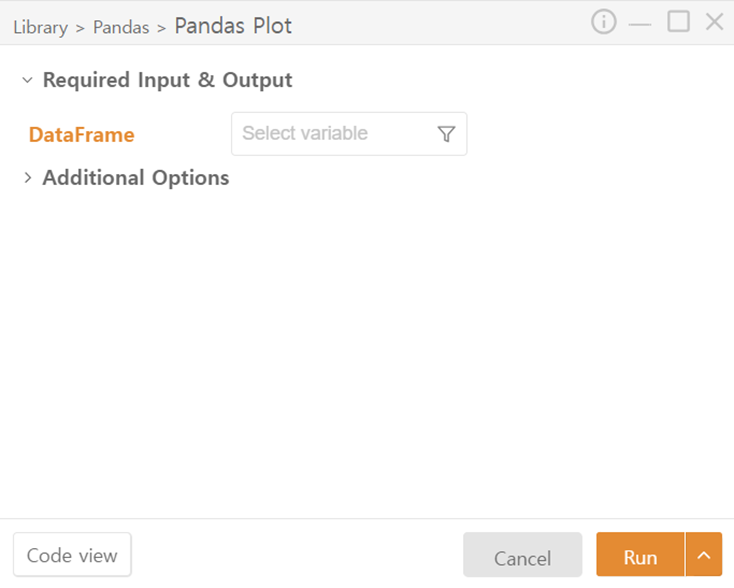 Library > Pandas > Pandas Plot
Required Input & Output
DataFrame Select variable
Additional Options
Code view Cancel Run